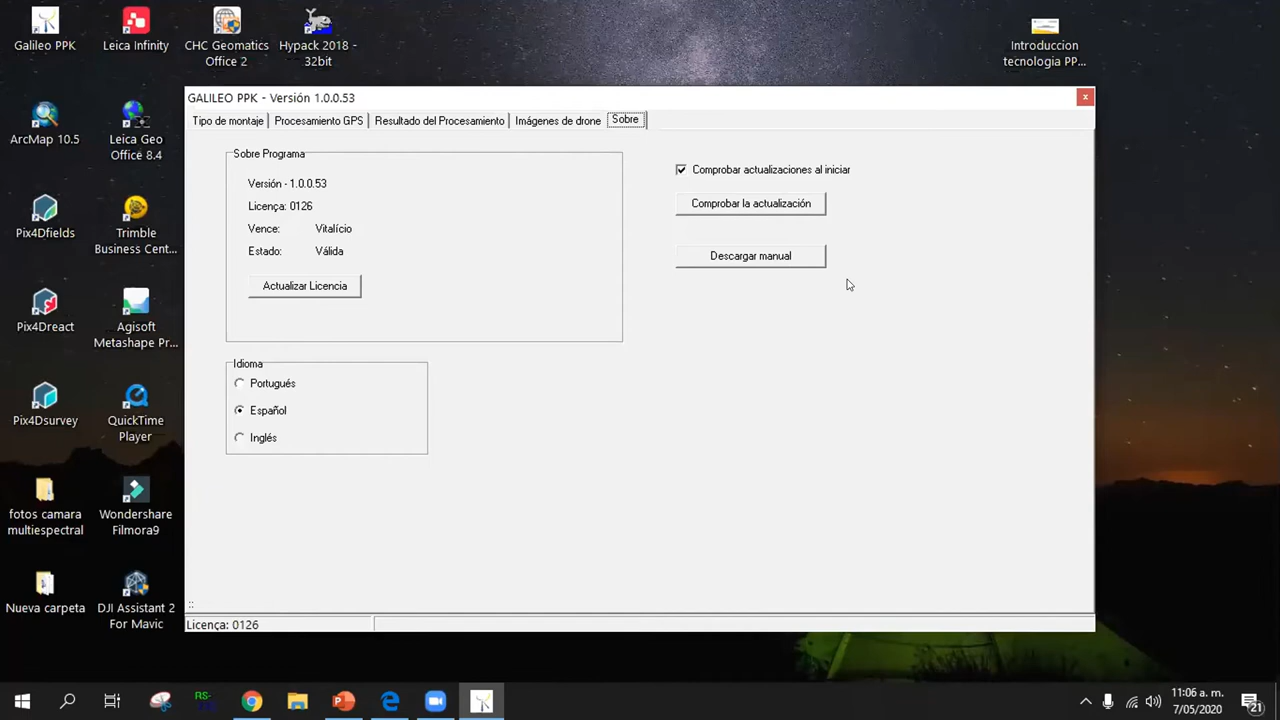 Galileo PPK
Leica Infinity
CHC Geomatics
Office 2
Hypack 2018 -
32bit
Introduccion
tecnologia PP...
ArcMap 10.5
Leica Geo
Office 8.4
Pix4Dfields
Trimble
Business Cent...
Pix4Dreact
Agisoft
Metashape Pr...
Pix4Dsurvey
QuickTime
Player
fotos camara
multiespectral
Wondershare
Filmora9
Nueva carpeta
DJI Assistant 2
For Mavic
GALILEO PPK - Versión 1.0.0.53
Tipo de montaje
Procesamiento GPS
Resultado del Procesamiento
Imágenes de drone
Sobre
Sobre Programa
Versión - 1.0.0.53
Licença: 0126
Vence: Vitalício
Estado: Válida
Actualizar Licencia
Comprobar actualizaciones al iniciar
Comprobar la actualización
Descargar manual
Idioma
Portugués
Español
Inglés
::
Licença: 0126
RS-
11:06 a. m.
7/05/2020
21